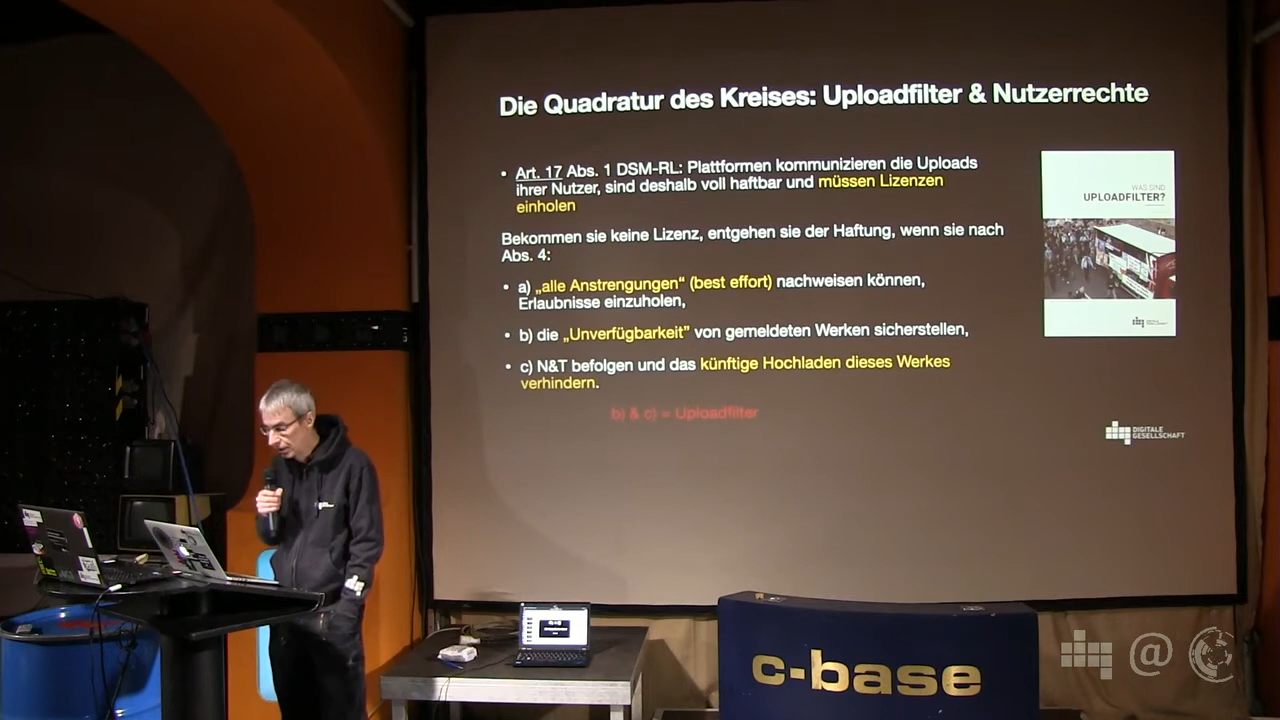 Die Quadratur des Kreises: Uploadfilter & Nutzerrechte
• Art. 17 Abs. 1 DSM-RL: Plattformen kommunizieren die Uploads
ihrer Nutzer, sind deshalb voll haftbar und müssen Lizenzen
einholen
Bekommen sie keine Lizenz, entgehen sie der Haftung, wenn sie nach
Abs. 4:
• a) „alle Anstrengungen“ (best effort) nachweisen können,
Erlaubnisse einzuholen,
• b) die „Unverfügbarkeit“ von gemeldeten Werken sicherstellen,
• c) N&T befolgen und das künftige Hochladen dieses Werkes
verhindern.
b) & c) = Uploadfilter
WAS SIND
UPLOADFILTER?
DIGITALE
GESELLSCHAFT
c-base
@